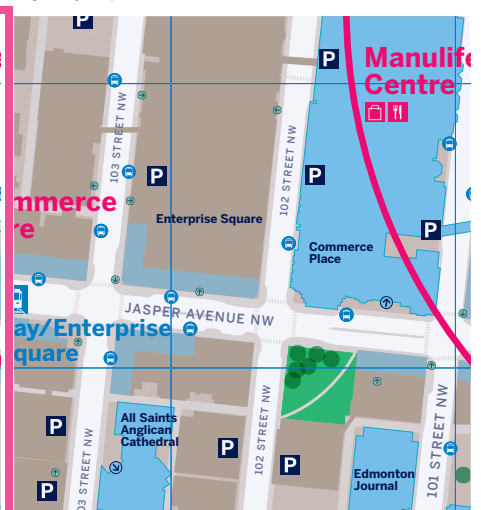 P
P
Manulife
Centre
103 STREET NW
102 STREET NW
P
P
mmerce
re
Enterprise Square
P
Commerce
Place
JASPER AVENUE NW
ay/Enterprise
quare
All Saints
Anglican
Cathedral
P
P
P
P
102 STREET NW
101 STREET NW
03 STREET NW
Edmonton
Journal